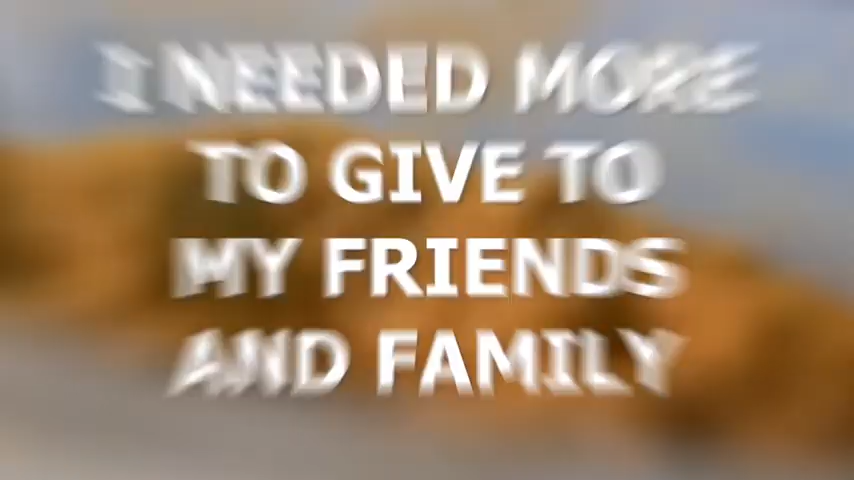 I NEEDED MORE
TO GIVE TO
MY FRIENDS
AND FAMILY